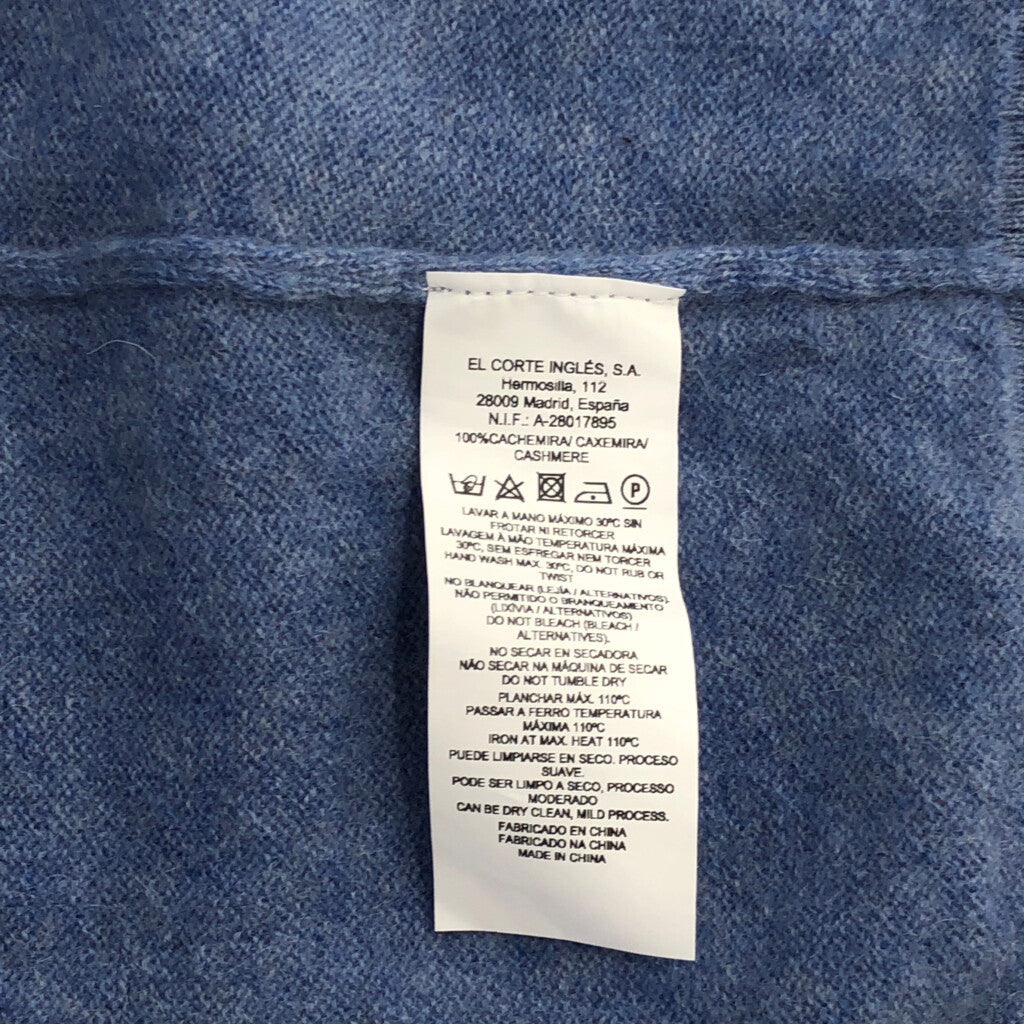 EL CORTE INGLÉS, S.A.
Hermosilla, 112
28009 Madrid, España
N.I.F.: A-28017895
100%CACHEMIRA/ CAXEMIRA/
CASHMERE
P
LAVAR A MANO MÁXIMO 30ºC SIN
FROTAR NI RETORCER
LAVAGEM À MÃO TEMPERATURA MÁXIMA
30ºC, SEM ESFREGAR NEM TORCER
HAND WASH MAX. 30ºC, DO NOT RUB OR
TWIST
NO BLANQUEAR (LEJÍA / ALTERNATIVOS).
NÃO PERMITIDO O BRANQUEAMENTO
(LIXÍVIA / ALTERNATIVOS)
DO NOT BLEACH (BLEACH /
ALTERNATIVES).
NO SECAR EN SECADORA
NÃO SECAR NA MÁQUINA DE SECAR
DO NOT TUMBLE DRY
PLANCHAR MÁX. 110ºC
PASSAR A FERRO TEMPERATURA
MÁXIMA 110ºC
IRON AT MAX. HEAT 110ºC
PUEDE LIMPIARSE EN SECO. PROCESO
SUAVE.
PODE SER LIMPO A SECO, PROCESSO
MODERADO
CAN BE DRY CLEAN, MILD PROCESS.
FABRICADO EN CHINA
FABRICADO NA CHINA
MADE IN CHINA